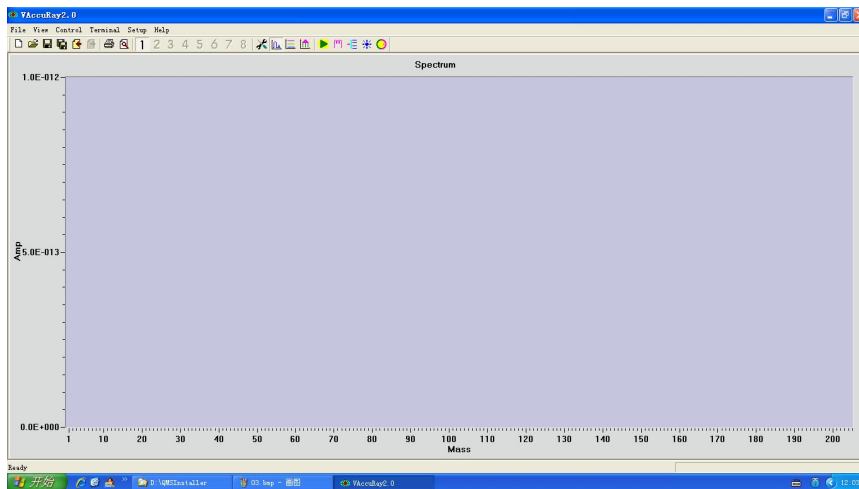 VAccuRay2.0
File View Control Terminal Setup Help
1 2 3 4 5 6 7 8
Spectrum
1.0E-012
5.0E-013
0.0E+000
Amp
1 10 20 30 40 50 60 70 80 90 100 110 120 130 140 150 160 170 180 190 200
Mass
Ready
开始 D:\QMSInstaller 03.bmp - 画图 VAccuRay2.0 12:03